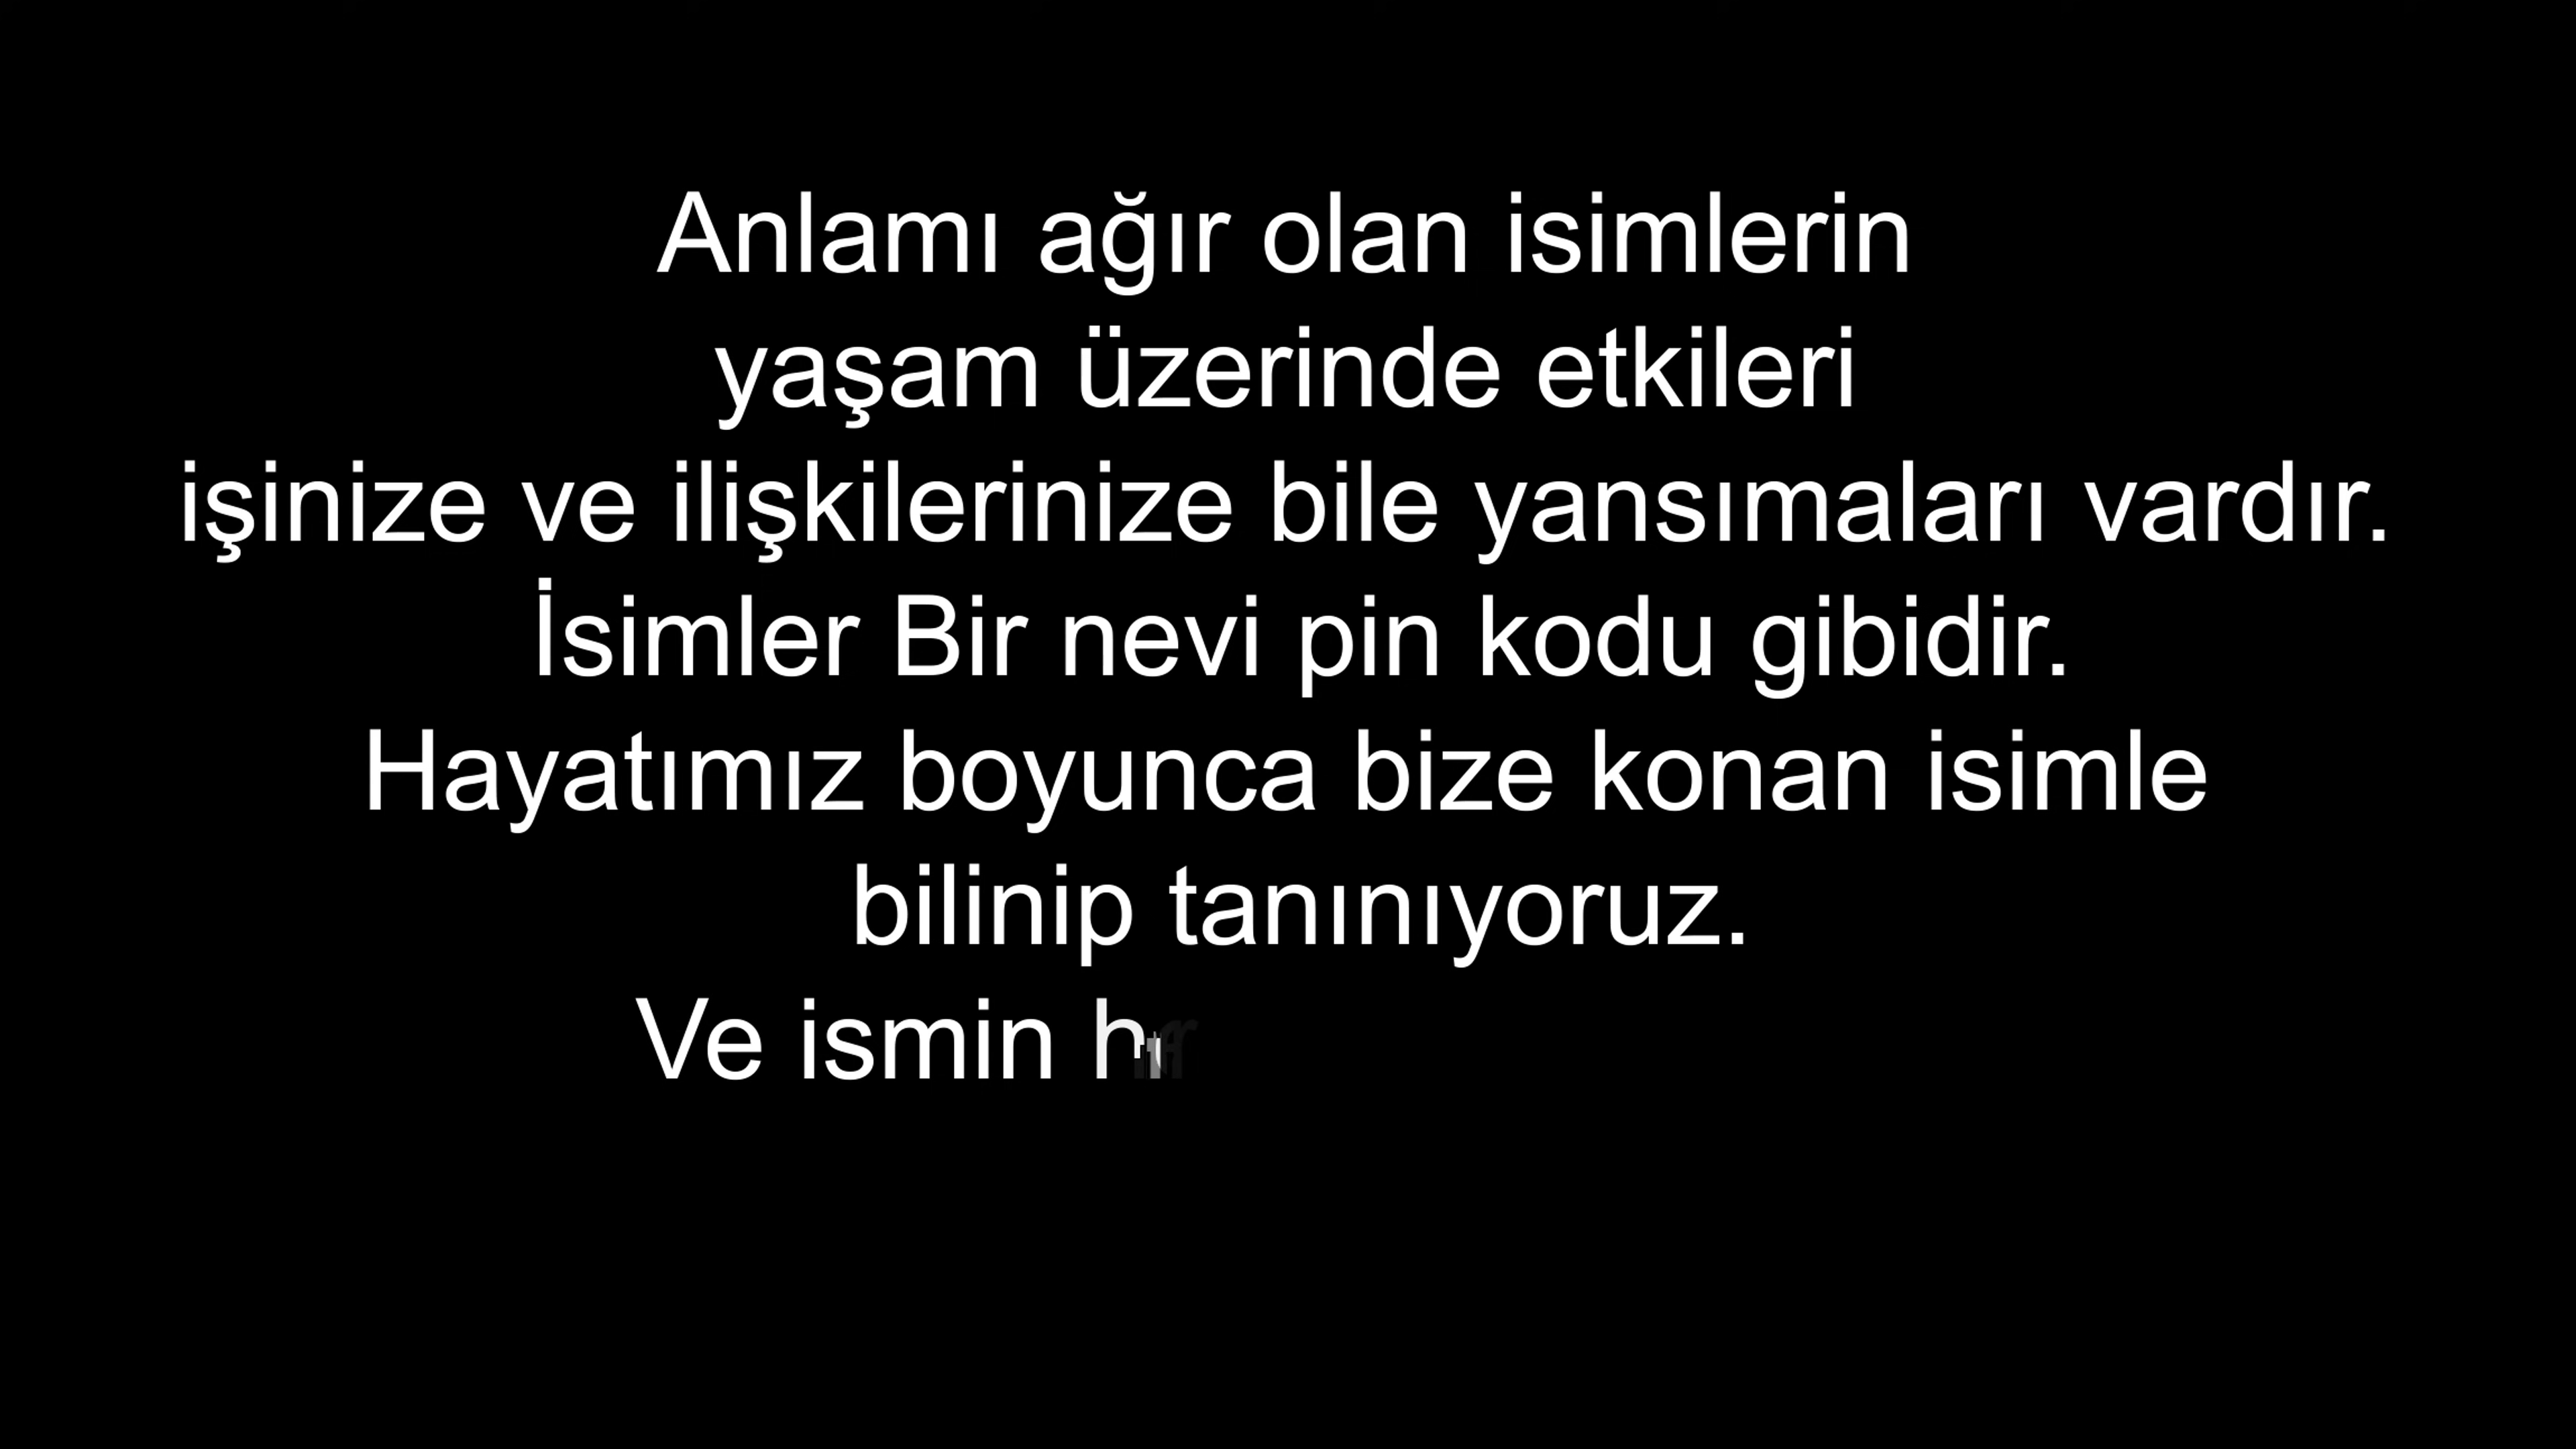 Anlamı ağır olan isimlerin
yaşam üzerinde etkileri
işinize ve ilişkilerinize bile yansımaları vardır.
İsimler Bir nevi pin kodu gibidir.
Hayatımız boyunca bize konan isimle
bilinip tanınıyoruz.
Ve ismin